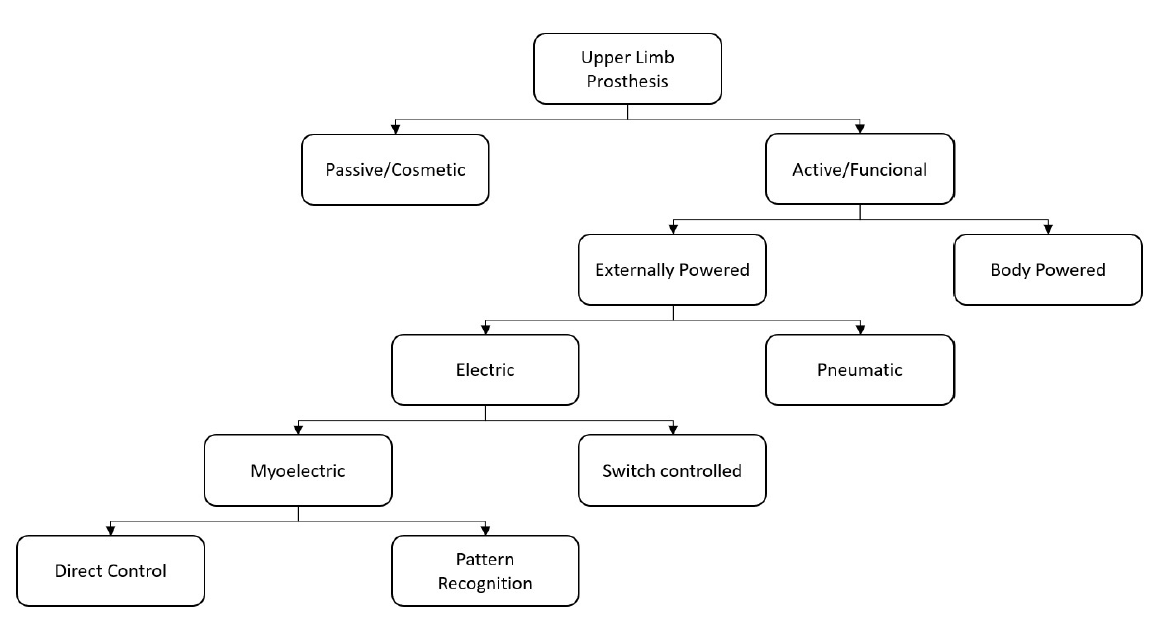 Upper Limb
Prosthesis
Passive/Cosmetic
Active/Funcional
Externally Powered
Body Powered
Electric
Pneumatic
Myoelectric
Switch controlled
Direct Control
Pattern
Recognition